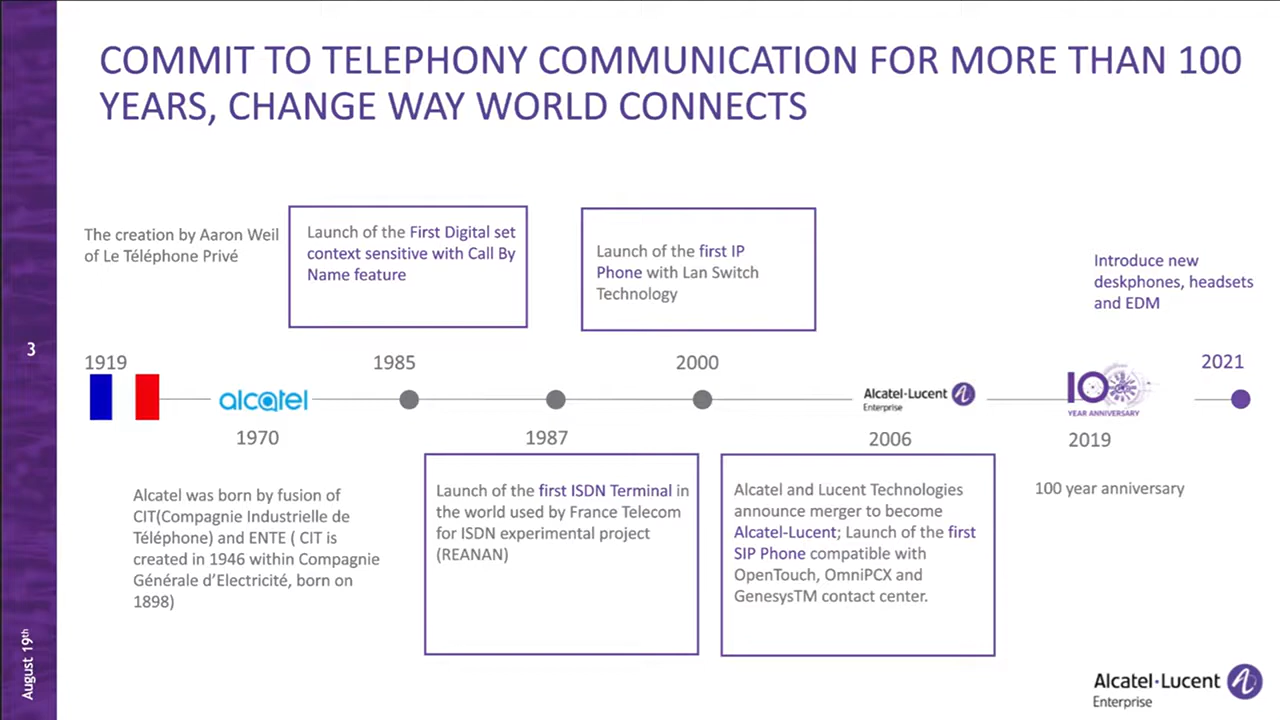 COMMIT TO TELEPHONY COMMUNICATION FOR MORE THAN 100
YEARS, CHANGE WAY WORLD CONNECTS
The creation by Aaron Weil
of Le Téléphone Privé
Launch of the First Digital set
context sensitive with Call By
Name feature
Launch of the first IP
Phone with Lan Switch
Technology
Introduce new
deskphones, headsets
and EDM
3
1919
1985
2000
2021
alcatel
Alcatel·Lucent
Enterprise
100
YEAR ANNIVERSARY
1970
1987
2006
2019
Alcatel was born by fusion of
CIT(Compagnie Industrielle de
Téléphone) and ENTE ( CIT is
created in 1946 within Compagnie
Générale d'Electricité, born on
1898)
Launch of the first ISDN Terminal in
the world used by France Telecom
for ISDN experimental project
(REANAN)
Alcatel and Lucent Technologies
announce merger to become
Alcatel-Lucent; Launch of the first
SIP Phone compatible with
OpenTouch, OmniPCX and
GenesysTM contact center.
100 year anniversary
August 19th
Alcatel·Lucent
Enterprise